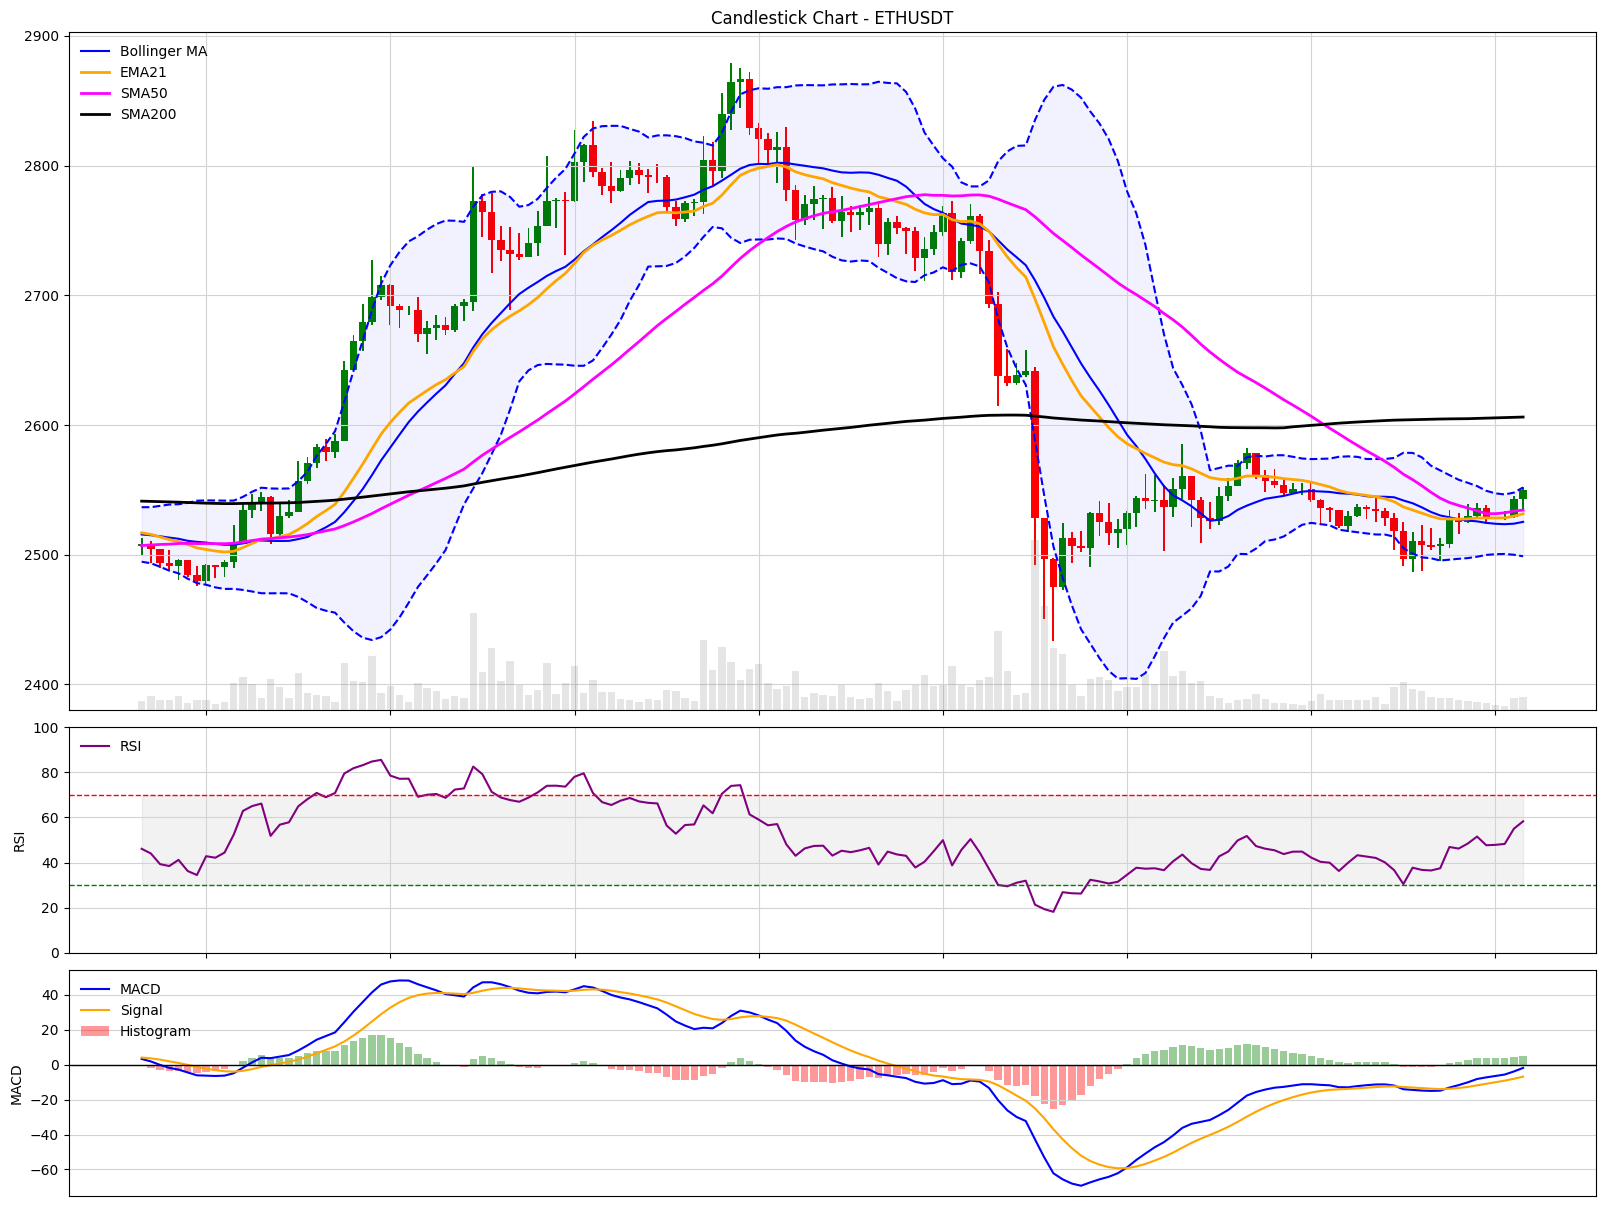 Candlestick Chart - ETHUSDT
2900
2800
2700
2600
2500
2400
Bollinger MA
EMA21
SMA50
SMA200
100
80
60
40
20
0
RSI
RSI
40
20
0
−20
−40
−60
MACD
MACD
Signal
Histogram